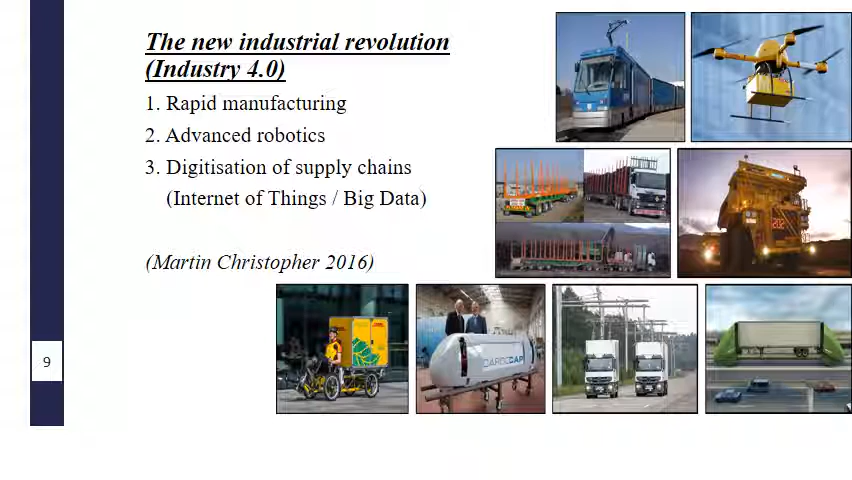 The new industrial revolution
(Industry 4.0)
1. Rapid manufacturing
2. Advanced robotics
3. Digitisation of supply chains
(Internet of Things / Big Data)
(Martin Christopher 2016)
9
202
CARGOCAP